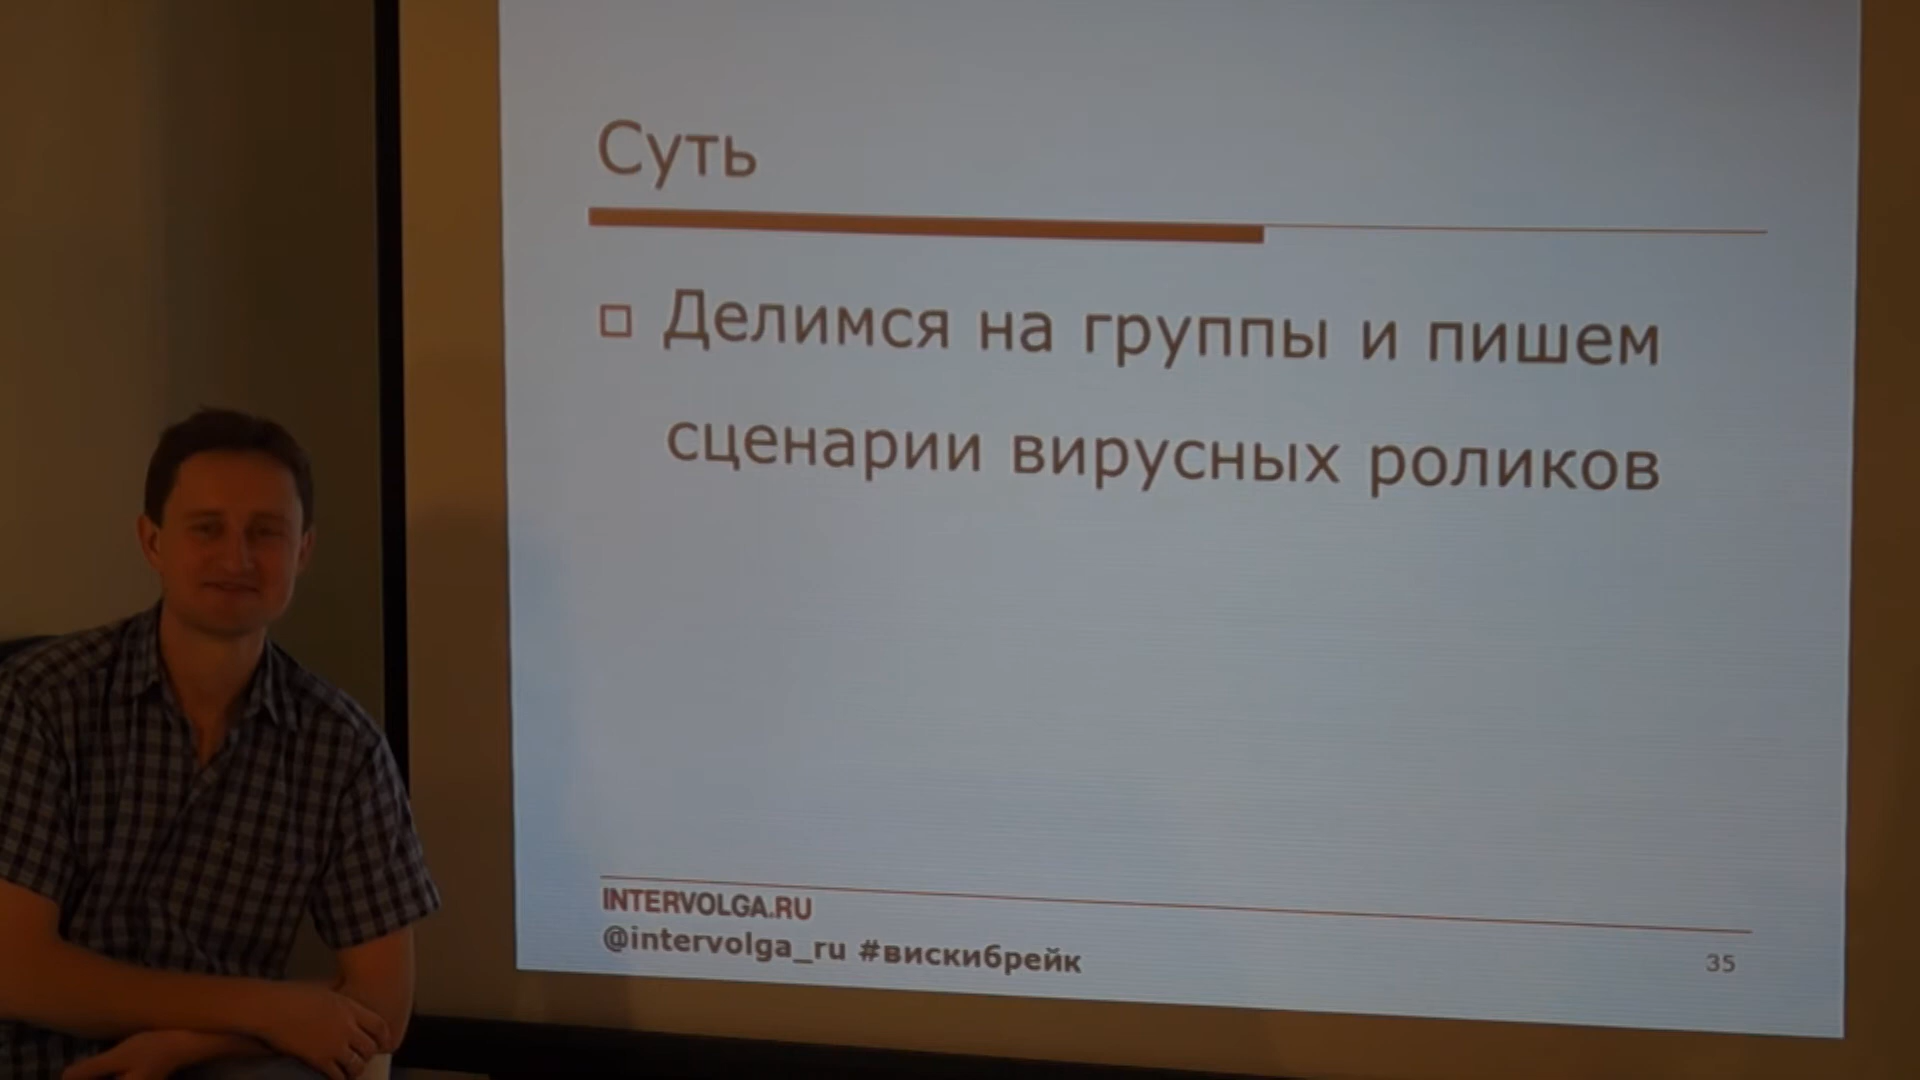 Суть
Делимся на группы и пишем
сценарии вирусных роликов
INTERVOLGA.RU
@intervolga_ru #вискибрейк
35